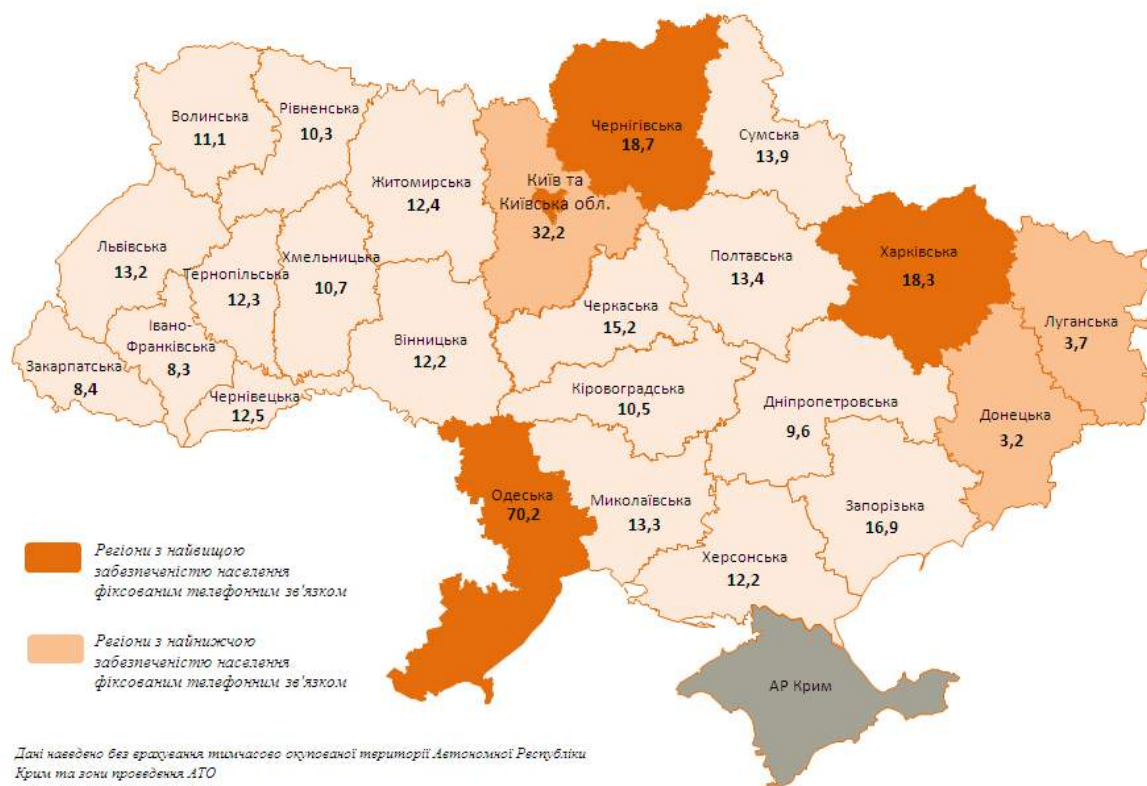 Волинська
11,1
Рівненська
10,3
Житомирська
12,4
Київ та
Київська обл.
32,2
Чернігівська
18,7
Сумська
13,9
Львівська
13,2
Тернопільська
12,3
Хмельницька
10,7
Вінницька
12,2
Черкаська
15,2
Полтавська
13,4
Харківська
18,3
Луганська
3,7
Закарпатська
8,4
Івано-
Франківська
8,3
Чернівецька
12,5
Кіровоградська
10,5
Дніпропетровська
9,6
Донецька
3,2
Одеська
70,2
Миколаївська
13,3
Херсонська
12,2
Запорізька
16,9
АР Крим
Регіони з найвищою
забезпеченістю населення
фіксованим телефонним зв'язком
Регіони з найнижчою
забезпеченістю населення
фіксованим телефонним зв'язком
Дані наведено без врахування тимчасово окупованої території Автономної Республіки
Крим та зони проведення АТО